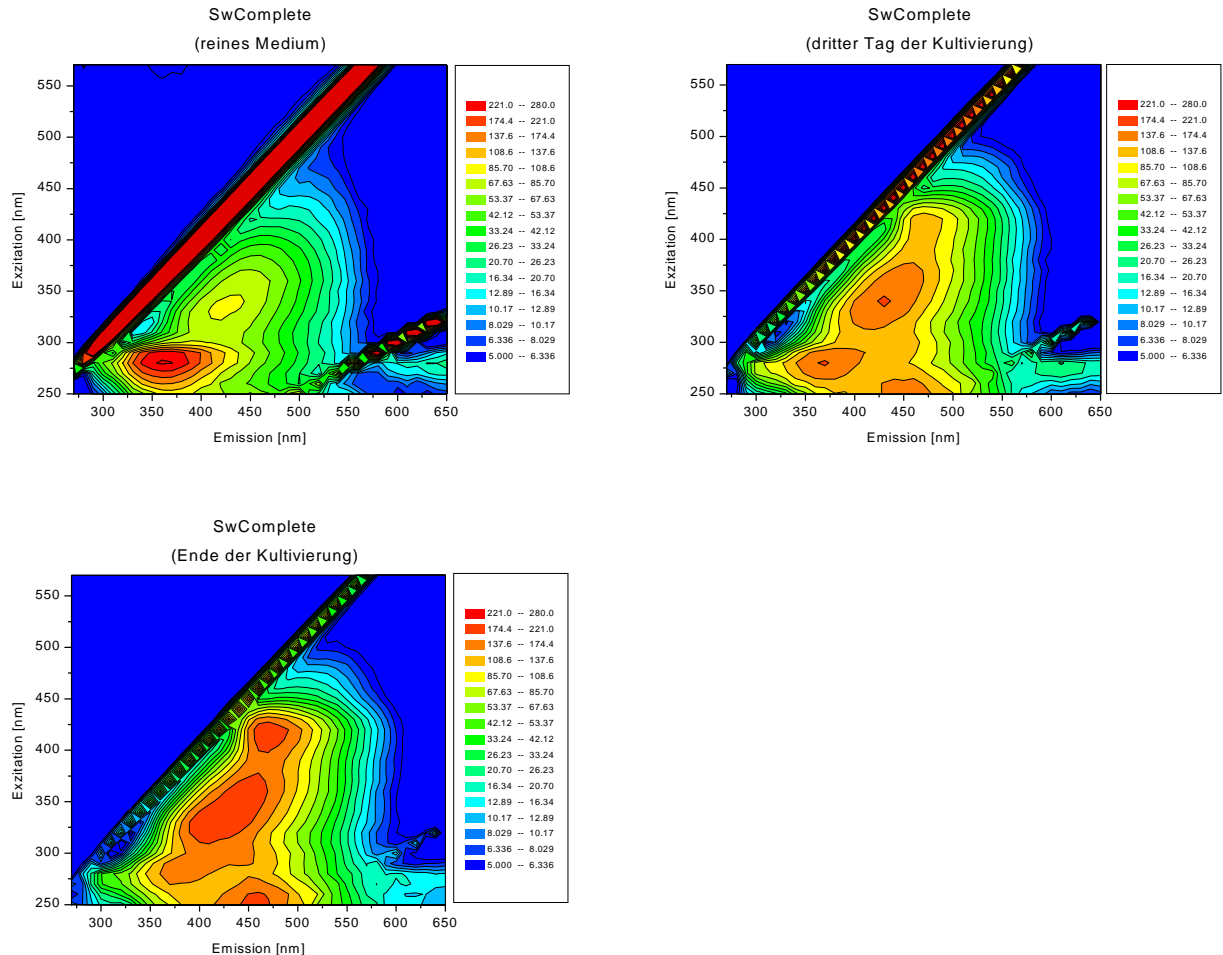 SwComplete
(reines Medium)
550
500
450
400
350
300
250
300 350 400 450 500 550 600 650
Exzitation [nm]
Emission [nm]
221.0 -- 280.0
174.4 -- 221.0
137.6 -- 174.4
108.6 -- 137.6
85.70 -- 108.6
67.63 -- 85.70
53.37 -- 67.63
42.12 -- 53.37
33.24 -- 42.12
26.23 -- 33.24
20.70 -- 26.23
16.34 -- 20.70
12.89 -- 16.34
10.17 -- 12.89
8.029 -- 10.17
6.336 -- 8.029
5.000 -- 6.336
SwComplete
(dritter Tag der Kultivierung)
550
500
450
400
350
300
250
300 350 400 450 500 550 600 650
Exzitation [nm]
Emission [nm]
221.0 -- 280.0
174.4 -- 221.0
137.6 -- 174.4
108.6 -- 137.6
85.70 -- 108.6
67.63 -- 85.70
53.37 -- 67.63
42.12 -- 53.37
33.24 -- 42.12
26.23 -- 33.24
20.70 -- 26.23
16.34 -- 20.70
12.89 -- 16.34
10.17 -- 12.89
8.029 -- 10.17
6.336 -- 8.029
5.000 -- 6.336
SwComplete
(Ende der Kultivierung)
550
500
450
400
350
300
250
300 350 400 450 500 550 600 650
Exzitation [nm]
Emission [nm]
221.0 -- 280.0
174.4 -- 221.0
137.6 -- 174.4
108.6 -- 137.6
85.70 -- 108.6
67.63 -- 85.70
53.37 -- 67.63
42.12 -- 53.37
33.24 -- 42.12
26.23 -- 33.24
20.70 -- 26.23
16.34 -- 20.70
12.89 -- 16.34
10.17 -- 12.89
8.029 -- 10.17
6.336 -- 8.029
5.000 -- 6.336